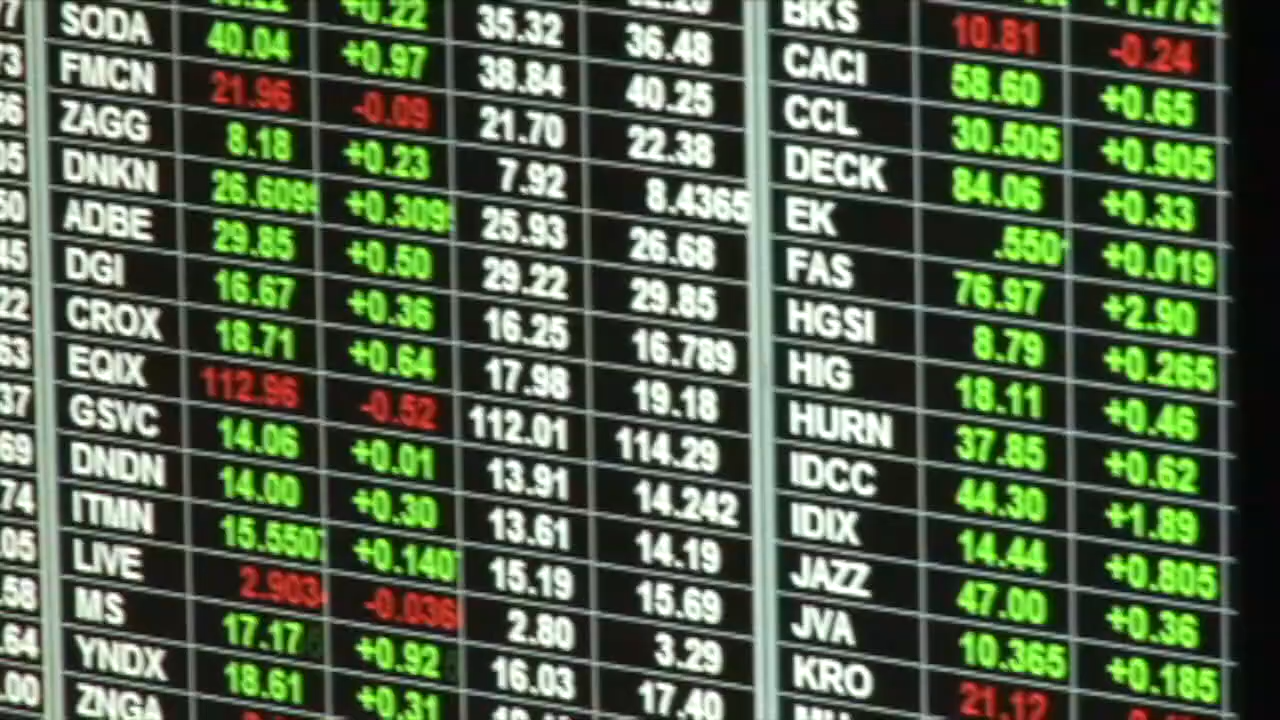 +0.22 35.32 36.48
SODA 40.04 +0.97 38.84 40.25
FMCN 21.96 -0.09 21.70 22.38
ZAGG 8.18 +0.23 7.92 8.4365
DNKN 26.609 +0.309 25.93 26.68
ADBE 29.85 +0.50 29.22 29.85
DGI 16.67 +0.36 16.25 16.789
CROX 18.71 +0.64 17.98 19.18
EQIX 112.96 -0.52 112.01 114.29
GSVC 14.06 +0.01 13.91 14.242
DNDN 14.00 +0.30 13.61 14.19
ITMN 15.550 +0.140 15.19 15.69
LIVE 2.903 -0.036 2.80 3.29
MS 17.17 +0.92 16.03 17.40
YNDX 18.61 +0.31
ZNGA
BKS 10.81 -0.24
CACI 58.60 +0.65
CCL 30.505 +0.905
DECK 84.06 +0.33
EK .550 +0.019
FAS 76.97 +2.90
HGSI 8.79 +0.265
HIG 18.11 +0.46
HURN 37.85 +0.62
IDCC 44.30 +1.89
IDIX 14.44 +0.805
JAZZ 47.00 +0.36
JVA 10.365 +0.185
KRO 21.12